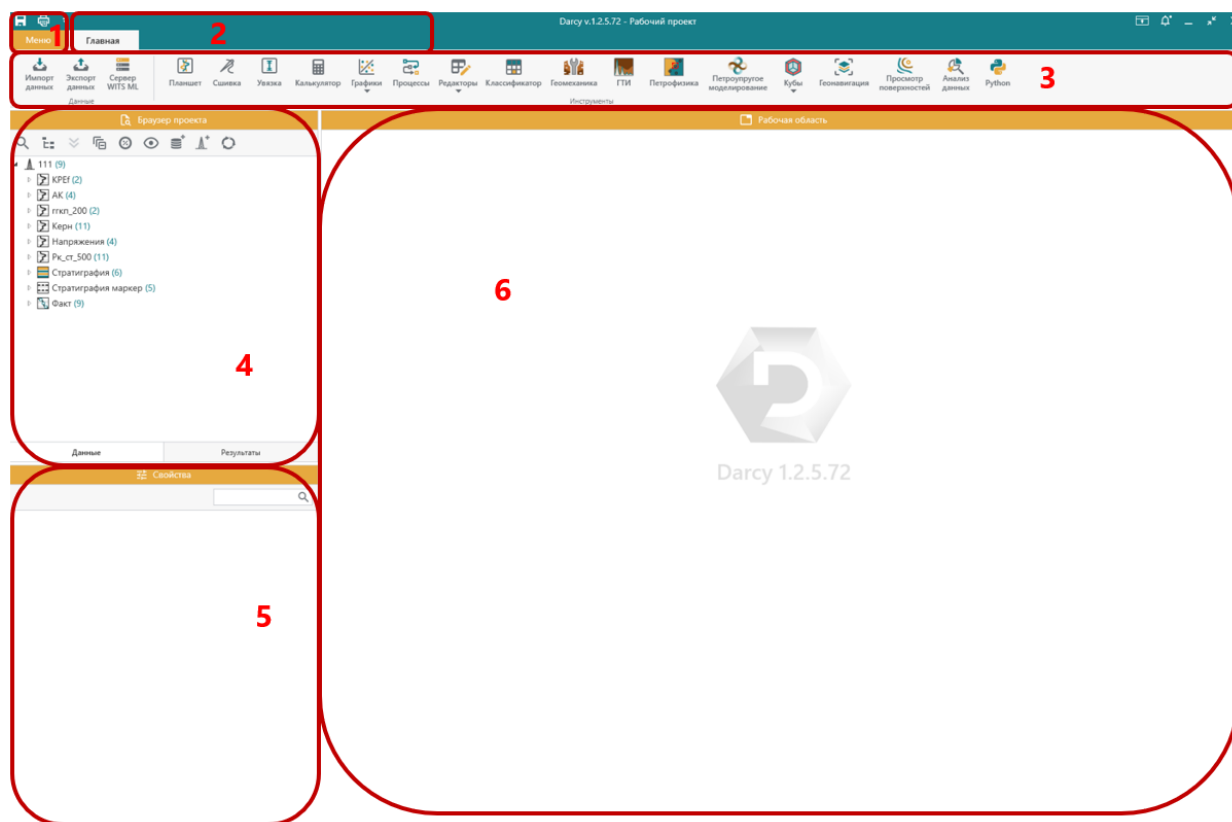 Darcy v.1.2.5.72 - Рабочий проект
1
2
Меню
Главная
Импорт данных
Экспорт данных
Сервер WITS ML
Планшет
Сшивка
Увязка
Калькулятор
Графики
Процессы
Редакторы
Классификатор
Геомеханика
ГТИ
Петрофизика
Петроупругое моделирование
Кубы
Геонавигация
Просмотр поверхностей
Анализ данных
Python
3
Данные
Инструменты
Браузер проекта
Рабочая область
111 (9)
KPEf (2)
АК (4)
ггкп_200 (2)
Керн (11)
Напряжения (4)
Рк_ст_500 (11)
Стратиграфия (6)
Стратиграфия маркер (5)
Факт (9)
4
6
Данные
Результаты
Свойства
5
Darcy 1.2.5.72